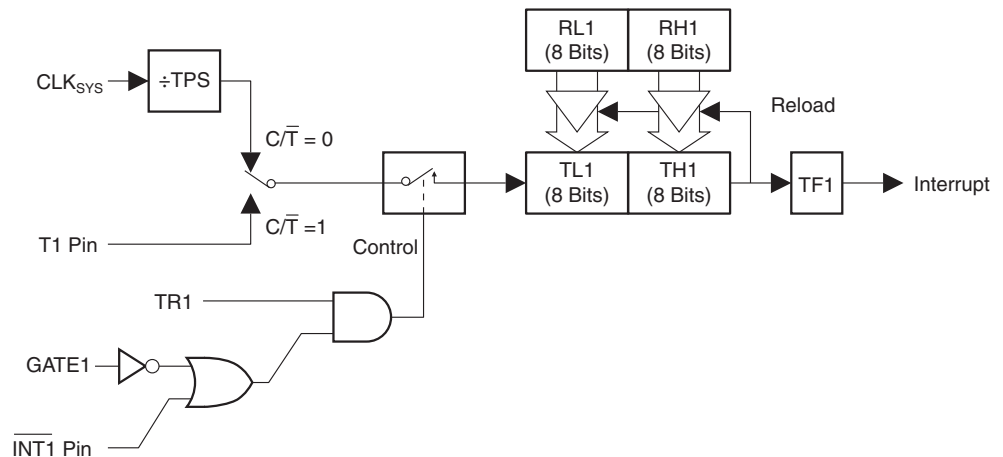 RL1
(8 Bits)
RH1
(8 Bits)
CLKSYS
÷TPS
Reload
C/T̅ = 0
TL1
(8 Bits)
TH1
(8 Bits)
TF1
Interrupt
C/T̅ =1
T1 Pin
Control
TR1
GATE1
I̅N̅T̅1̅ Pin